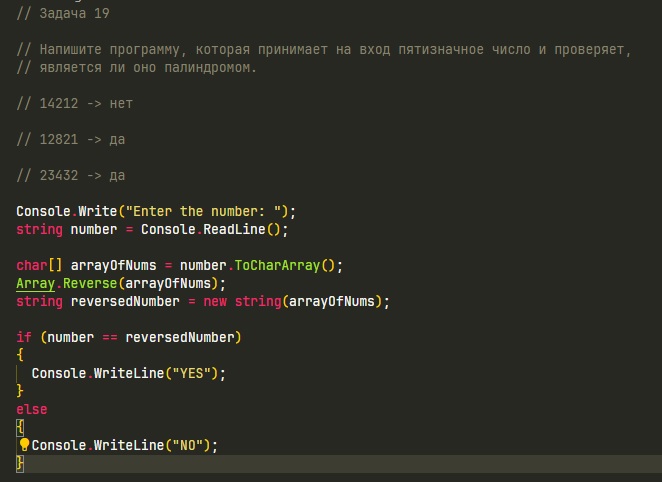 // Задача 19
// Напишите программу, которая принимает на вход пятизначное число и проверяет,
// является ли оно палиндромом.
// 14212 -> нет
// 12821 -> да
// 23432 -> да
Console.Write("Enter the number: ");
string number = Console.ReadLine();
char[] arrayOfNums = number.ToCharArray();
Array.Reverse(arrayOfNums);
string reversedNumber = new string(arrayOfNums);
if (number == reversedNumber)
{
Console.WriteLine("YES");
}
else
{
Console.WriteLine("NO");
}